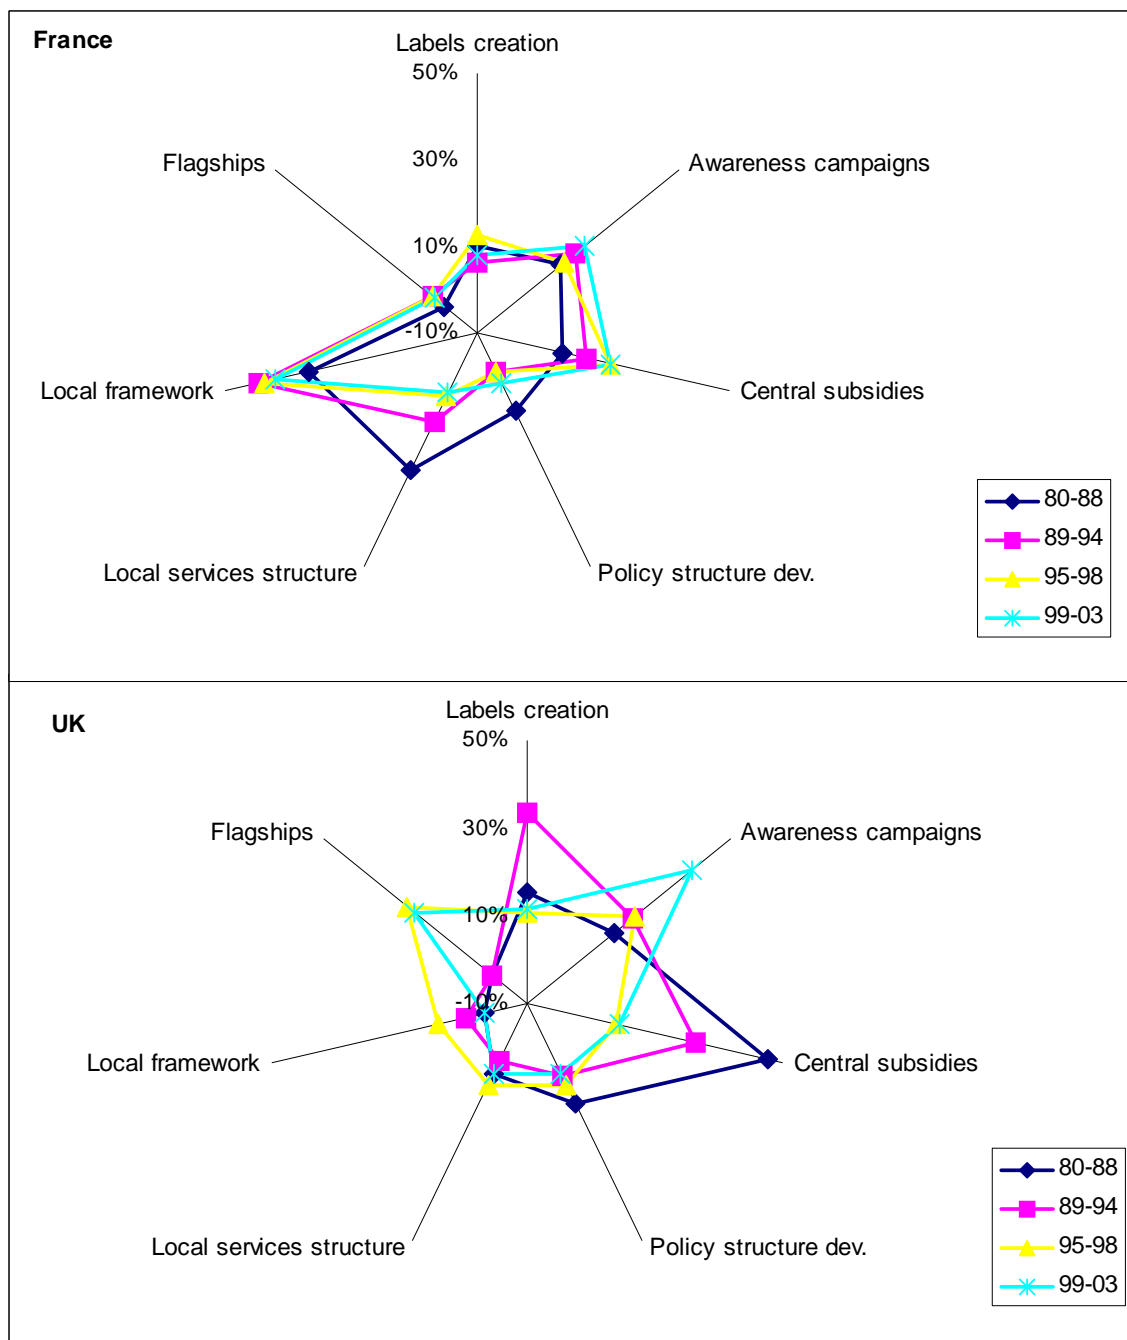 France
Labels creation
50%
Flagships
30%
Awareness campaigns
10%
-10%
Local framework
Central subsidies
80-88
89-94
95-98
99-03
Local services structure
Policy structure dev.
UK
Labels creation
50%
Flagships
30%
Awareness campaigns
10%
-10%
Local framework
Central subsidies
Local services structure
Policy structure dev.
80-88
89-94
95-98
99-03